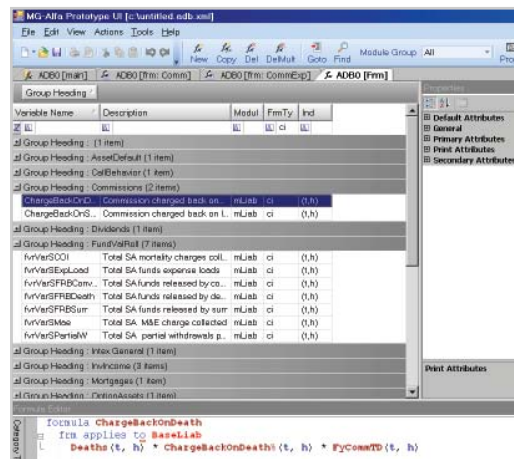 MG-Alfa Prototype UI [c:\untitled.adb.xml]
File Edit View Actions Tools Help
New Copy Del DelMult Goto Find Module Group All
ADBO [main] ADBO [frm: Comm] ADBO [frm: CommExp] ADBO [Frm]
Properties
Group Heading
Variable Name Description Modul FrmTy Ind
ci
Default Attributes
General
Primary Attributes
Print Attributes
Secondary Attributes
Group Heading : (1 item)
Group Heading : AssetDefault (1 item)
Group Heading : CallBehavior (1 item)
Group Heading : Commissions (2 items)
ChargeBackOnD... Commission charged back on... mLiab ci (t,h)
ChargeBackOnS... Commission charged back on l... mLiab ci (t,h)
Group Heading : Dividends (1 item)
Group Heading : FundValRoll (7 items)
fvrVarSCOI Total SA mortality charges coll... mLiab ci (t,h)
fvrVarSExpLoad Total SA funds expense loads mLiab ci (t,h)
fvrVarSFRBConv... Total SA funds released by co... mLiab ci (t,h)
fvrVarSFRBDeath Total SA funds released by de... mLiab ci (t,h)
fvrVarSFRBSurr Total SA funds released by surr mLiab ci (t,h)
fvrVarSMae Total SA M&E charge collected mLiab ci (t,h)
fvrVarSPartialW Total SA partial withdrawals p... mLiab ci (t,h)
Group Heading : Intex General (1 item)
Group Heading : InvIncome (3 items)
Group Heading : Mortgages (1 item)
Group Heading : OptionAssets (1 item)
Print Attributes
Formula Editor
formula ChargeBackOnDeath
frm applies to BaseLiab
Deaths(t, h) * ChargeBackOnDeath%(t, h) * FyCommTD(t, h)